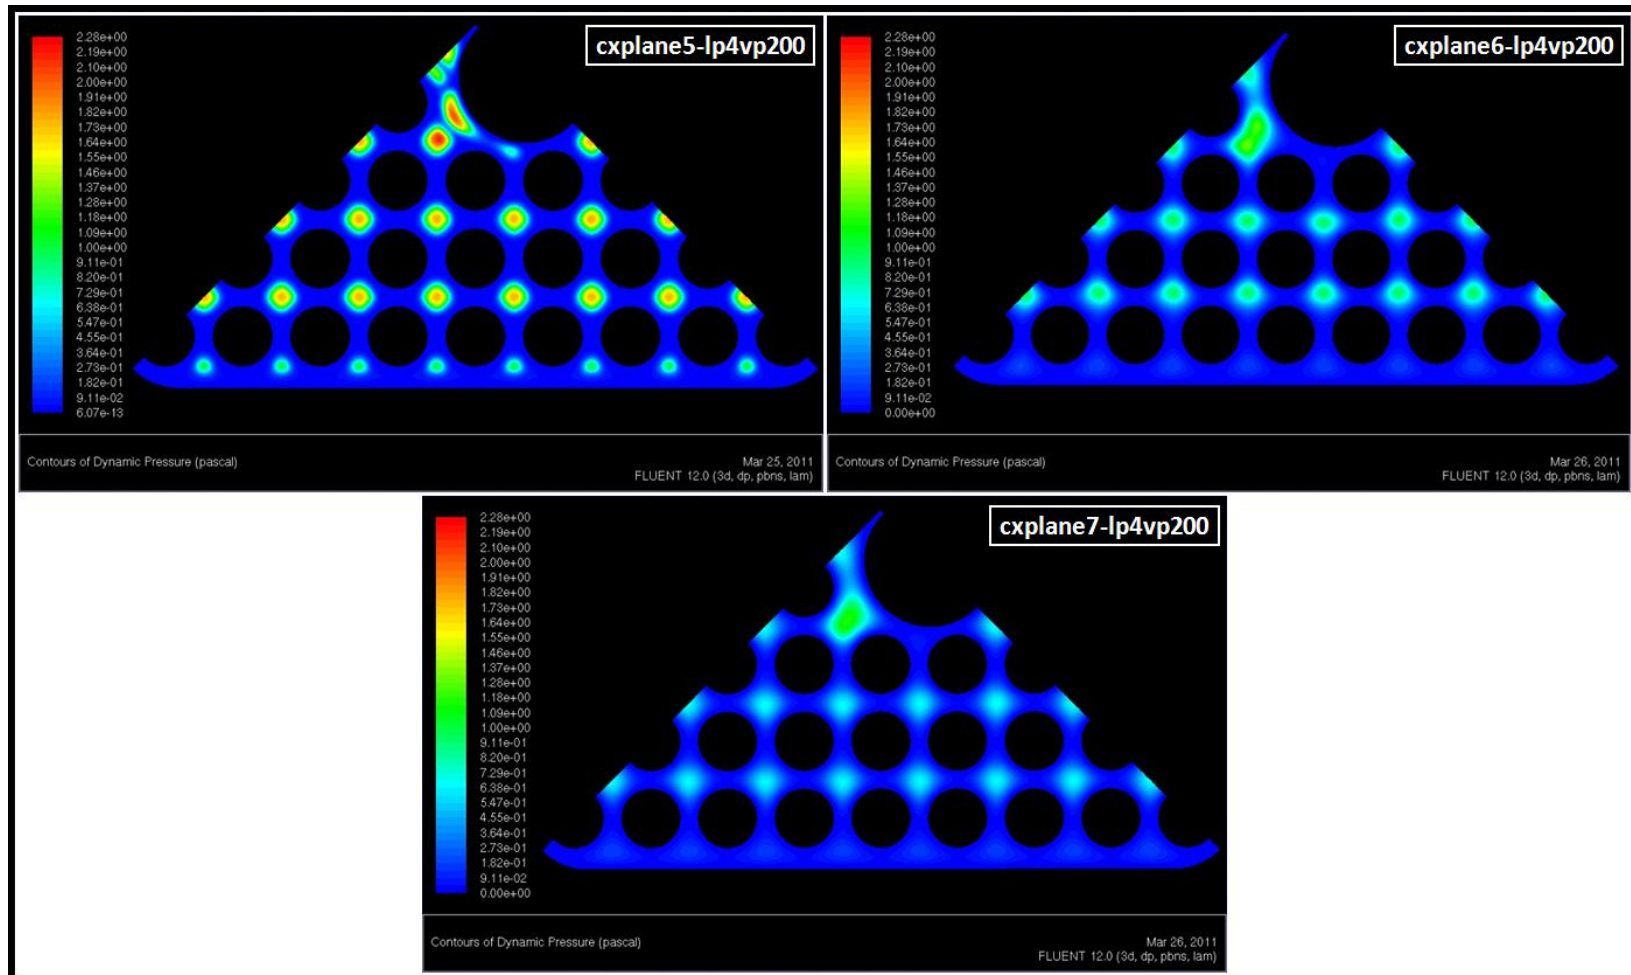 cxplane5-lp4vp200
2.28e+00
2.19e+00
2.10e+00
2.00e+00
1.91e+00
1.82e+00
1.73e+00
1.64e+00
1.55e+00
1.46e+00
1.37e+00
1.28e+00
1.18e+00
1.09e+00
1.00e+00
9.11e-01
8.20e-01
7.29e-01
6.38e-01
5.47e-01
4.55e-01
3.64e-01
2.73e-01
1.82e-01
9.11e-02
6.07e-13
Contours of Dynamic Pressure (pascal)
Mar 25, 2011
FLUENT 12.0 (3d, dp, pbns, lam)
cxplane6-lp4vp200
2.28e+00
2.19e+00
2.10e+00
2.00e+00
1.91e+00
1.82e+00
1.73e+00
1.64e+00
1.55e+00
1.46e+00
1.37e+00
1.28e+00
1.18e+00
1.09e+00
1.00e+00
9.11e-01
8.20e-01
7.29e-01
6.38e-01
5.47e-01
4.55e-01
3.64e-01
2.73e-01
1.82e-01
9.11e-02
0.00e+00
Contours of Dynamic Pressure (pascal)
Mar 26, 2011
FLUENT 12.0 (3d, dp, pbns, lam)
cxplane7-lp4vp200
2.28e+00
2.19e+00
2.10e+00
2.00e+00
1.91e+00
1.82e+00
1.73e+00
1.64e+00
1.55e+00
1.46e+00
1.37e+00
1.28e+00
1.18e+00
1.09e+00
1.00e+00
9.11e-01
8.20e-01
7.29e-01
6.38e-01
5.47e-01
4.55e-01
3.64e-01
2.73e-01
1.82e-01
9.11e-02
0.00e+00
Contours of Dynamic Pressure (pascal)
Mar 26, 2011
FLUENT 12.0 (3d, dp, pbns, lam)